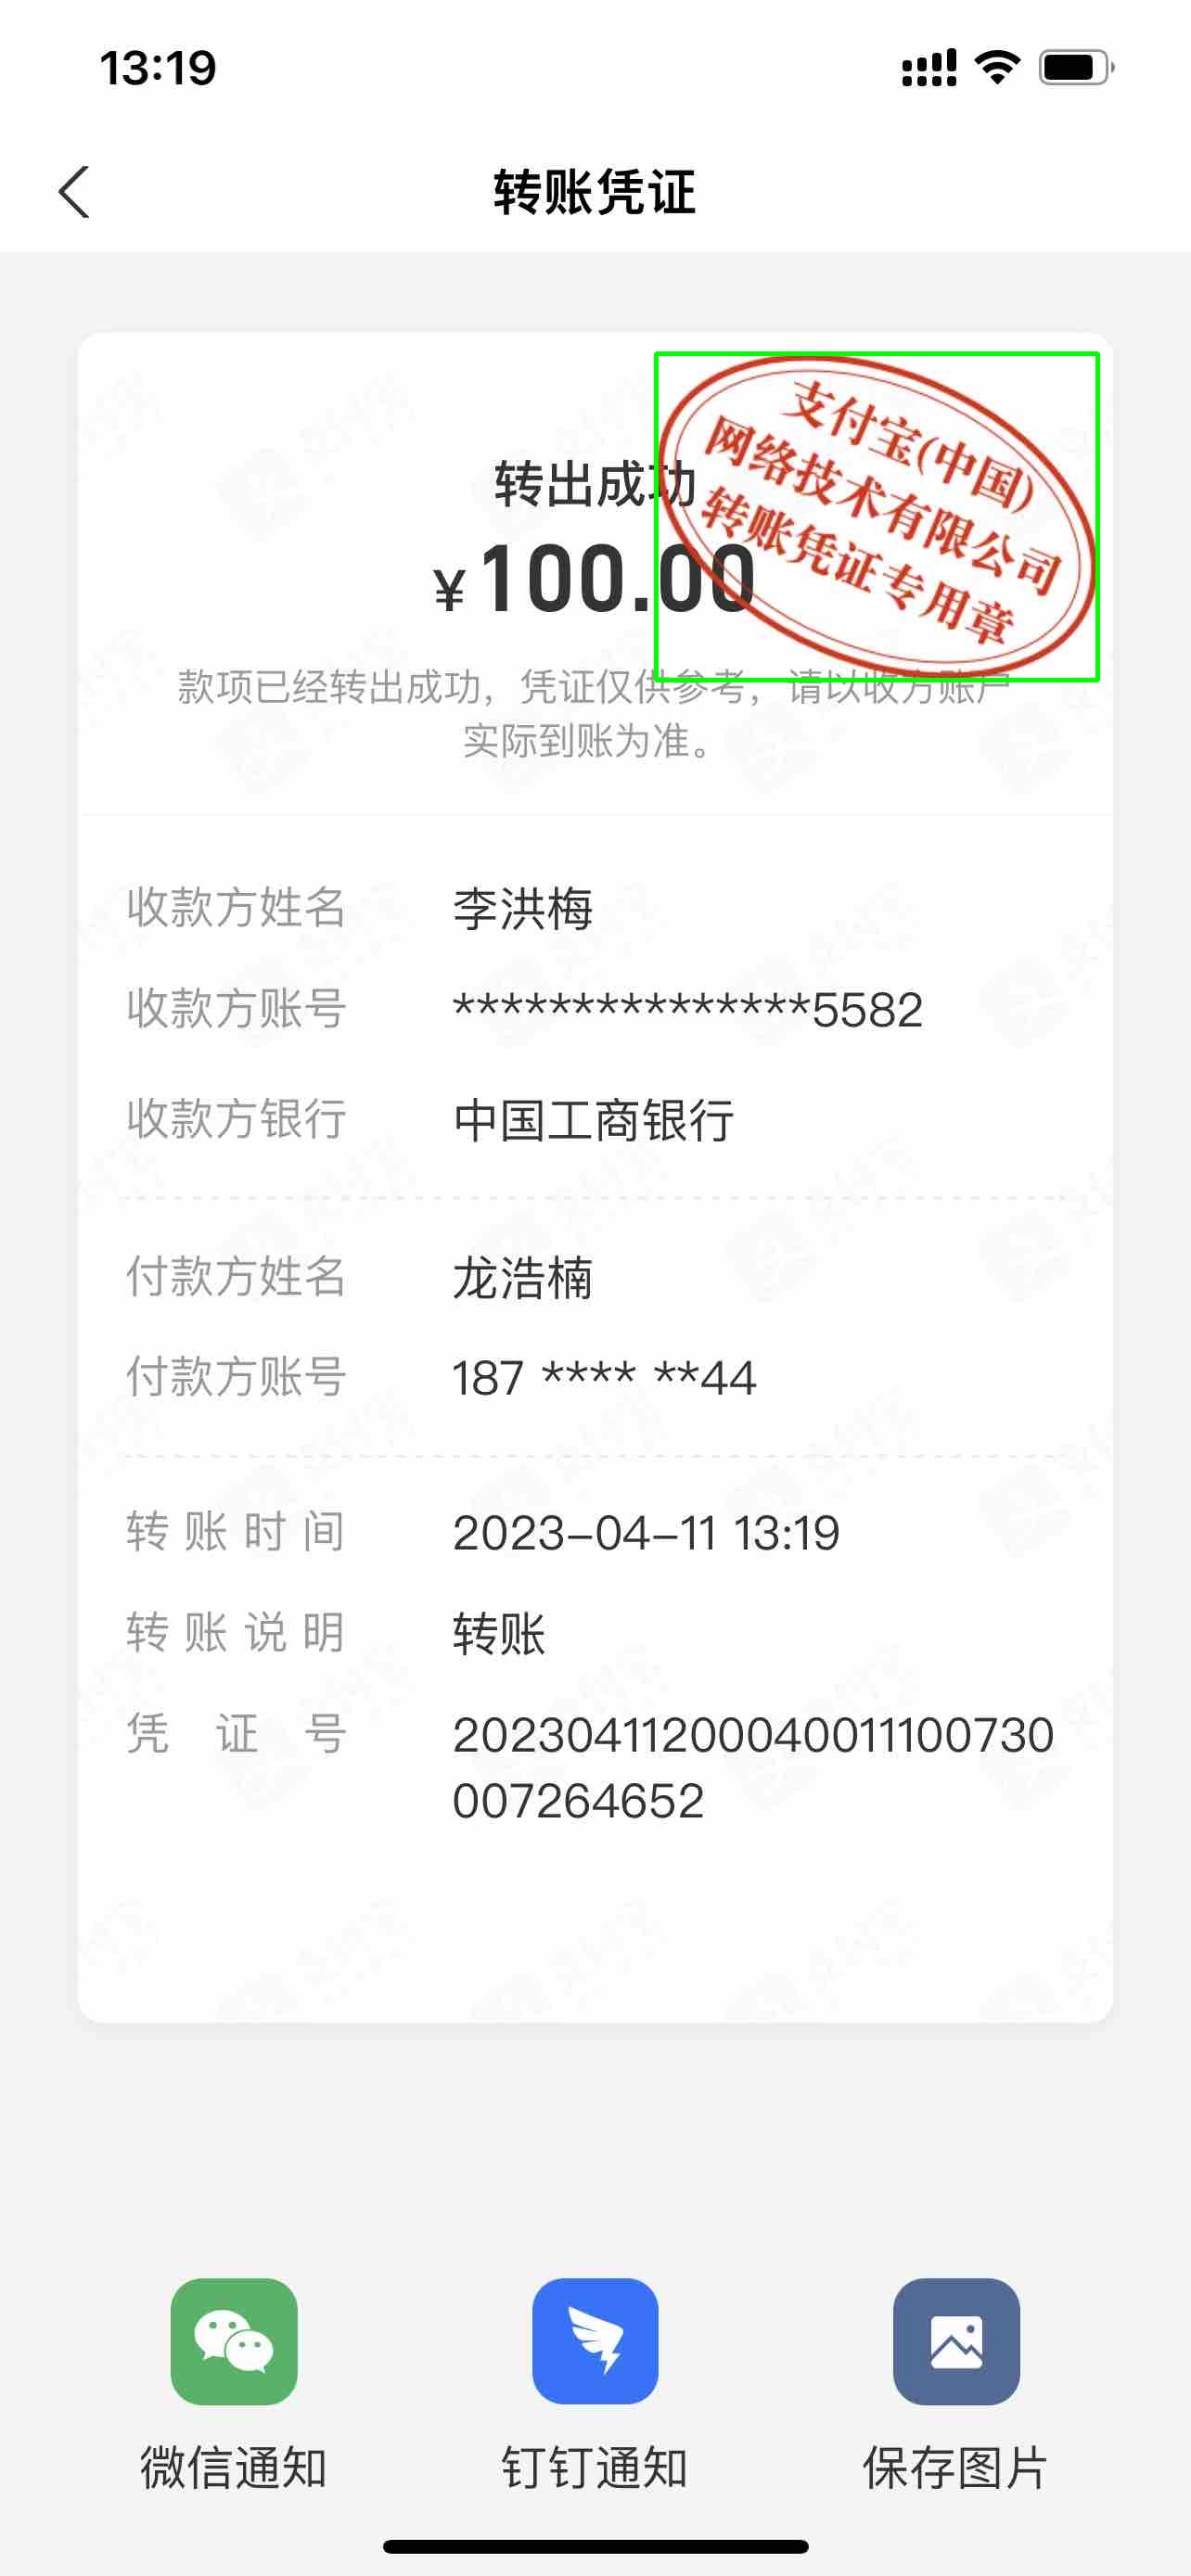 13:19
转账凭证
支付宝(中国)
网络技术有限公司
转账凭证专用章
转出成功
¥100.00
款项已经转出成功，凭证仅供参考，请以收方账户
实际到账为准。
收款方姓名 李洪梅
收款方账号 ***************5582
收款方银行 中国工商银行
付款方姓名 龙浩楠
付款方账号 187 **** **44
转账时间 2023-04-11 13:19
转账说明 转账
凭证号 20230411200040011100730
007264652
微信通知 钉钉通知 保存图片